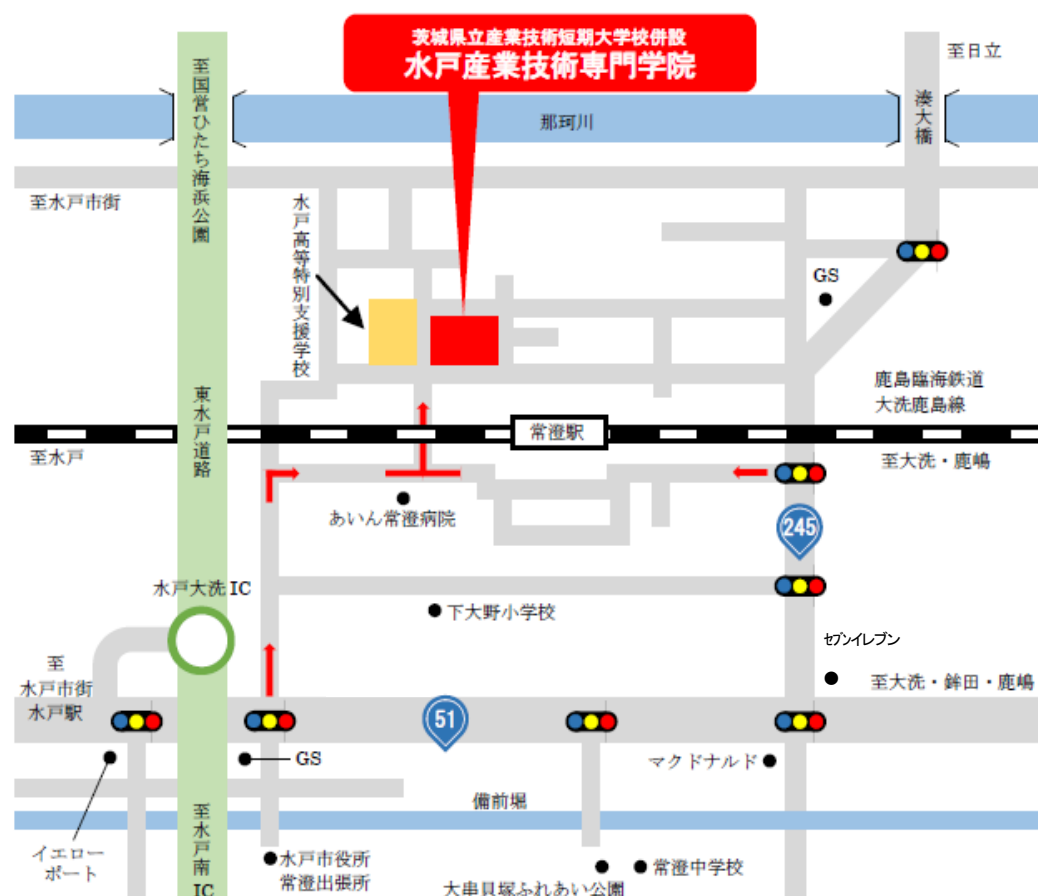 茨城県立産業技術短期大学校併設
水戸産業技術専門学院
至日立
至国営ひたち海浜公園
那珂川
湊大橋
至水戸市街
水戸高等特別支援学校
GS
東水戸道路
鹿島臨海鉄道
大洗鹿島線
常澄駅
至水戸
至大洗・鹿嶋
あいん常澄病院
245
水戸大洗IC
下大野小学校
セブンイレブン
至
水戸市街
水戸駅
至大洗・鉾田・鹿嶋
51
GS
マクドナルド
備前堀
至水戸南IC
イエロー
ポート
水戸市役所
常澄出張所
常澄中学校
大串貝塚ふれあい公園